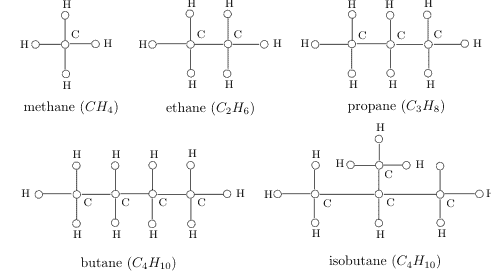 H H H H H H
C C C C C C
H H H H H H
H H H H H H
methane (CH4)
ethane (C2H6)
propane (C3H8)
H
H H H H H
H H
C
H H H
C C C C C C C
H H H H H H H
butane (C4H10)
isobutane (C4H10)